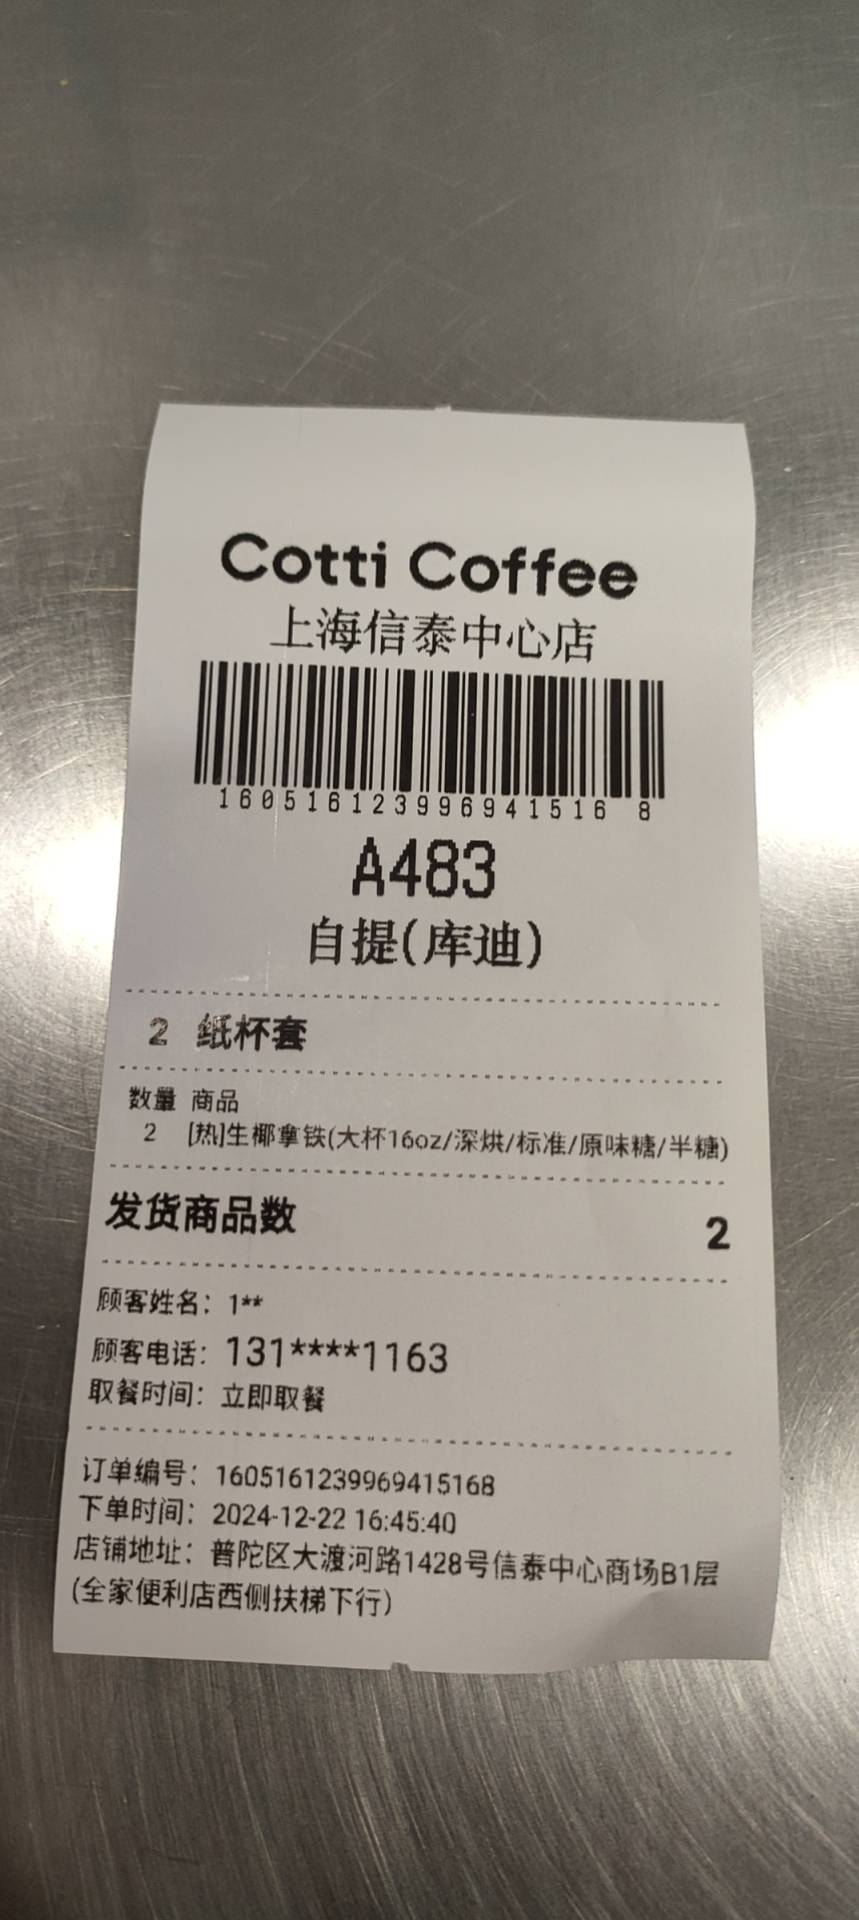 Cotti Coffee
上海信泰中心店
160516123996941516 8
A483
自提(库迪)
2 纸杯套
数量 商品
2 [热]生椰拿铁(大杯16oz/深烘/标准/原味糖/半糖)
发货商品数 2
顾客姓名：1**
顾客电话：131****1163
取餐时间：立即取餐
订单编号：1605161239969415168
下单时间：2024-12-22 16:45:40
店铺地址：普陀区大渡河路1428号信泰中心商场B1层
(全家便利店西侧扶梯下行)